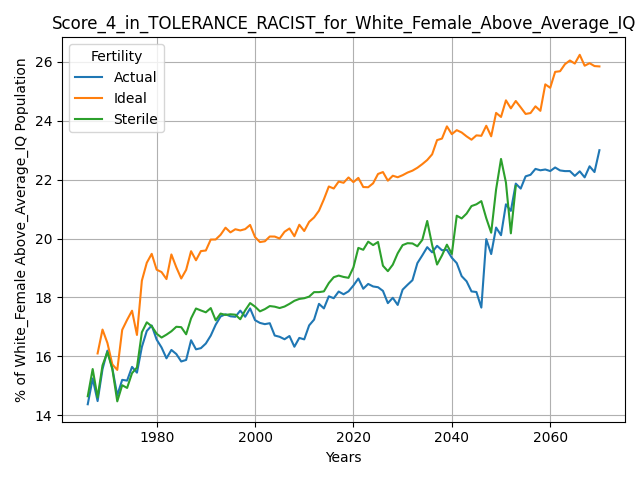 Score_4_in_TOLERANCE_RACIST_for_White_Female_Above_Average_IQ
Fertility
Actual
Ideal
Sterile
% of White_Female Above_Average_IQ Population
26
24
22
20
18
16
14
1980
2000
2020
2040
2060
Years